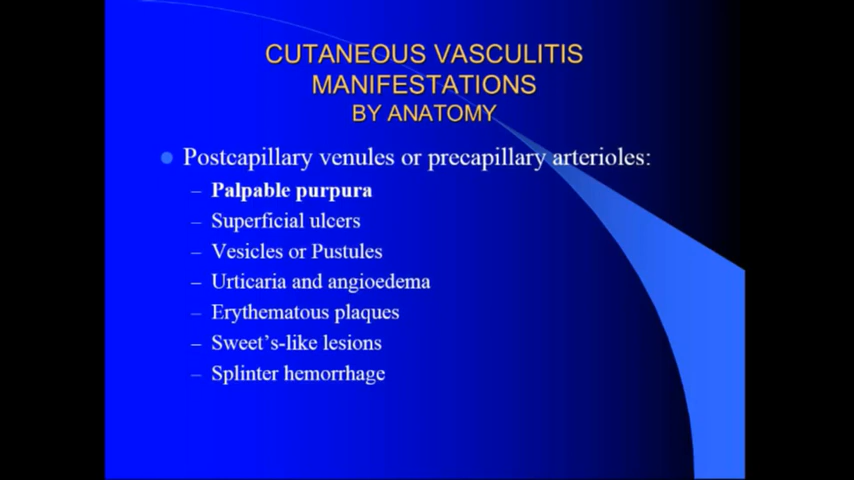 CUTANEOUS VASCULITIS
MANIFESTATIONS
BY ANATOMY
Postcapillary venules or precapillary arterioles:
– Palpable purpura
– Superficial ulcers
– Vesicles or Pustules
– Urticaria and angioedema
– Erythematous plaques
– Sweet's-like lesions
– Splinter hemorrhage